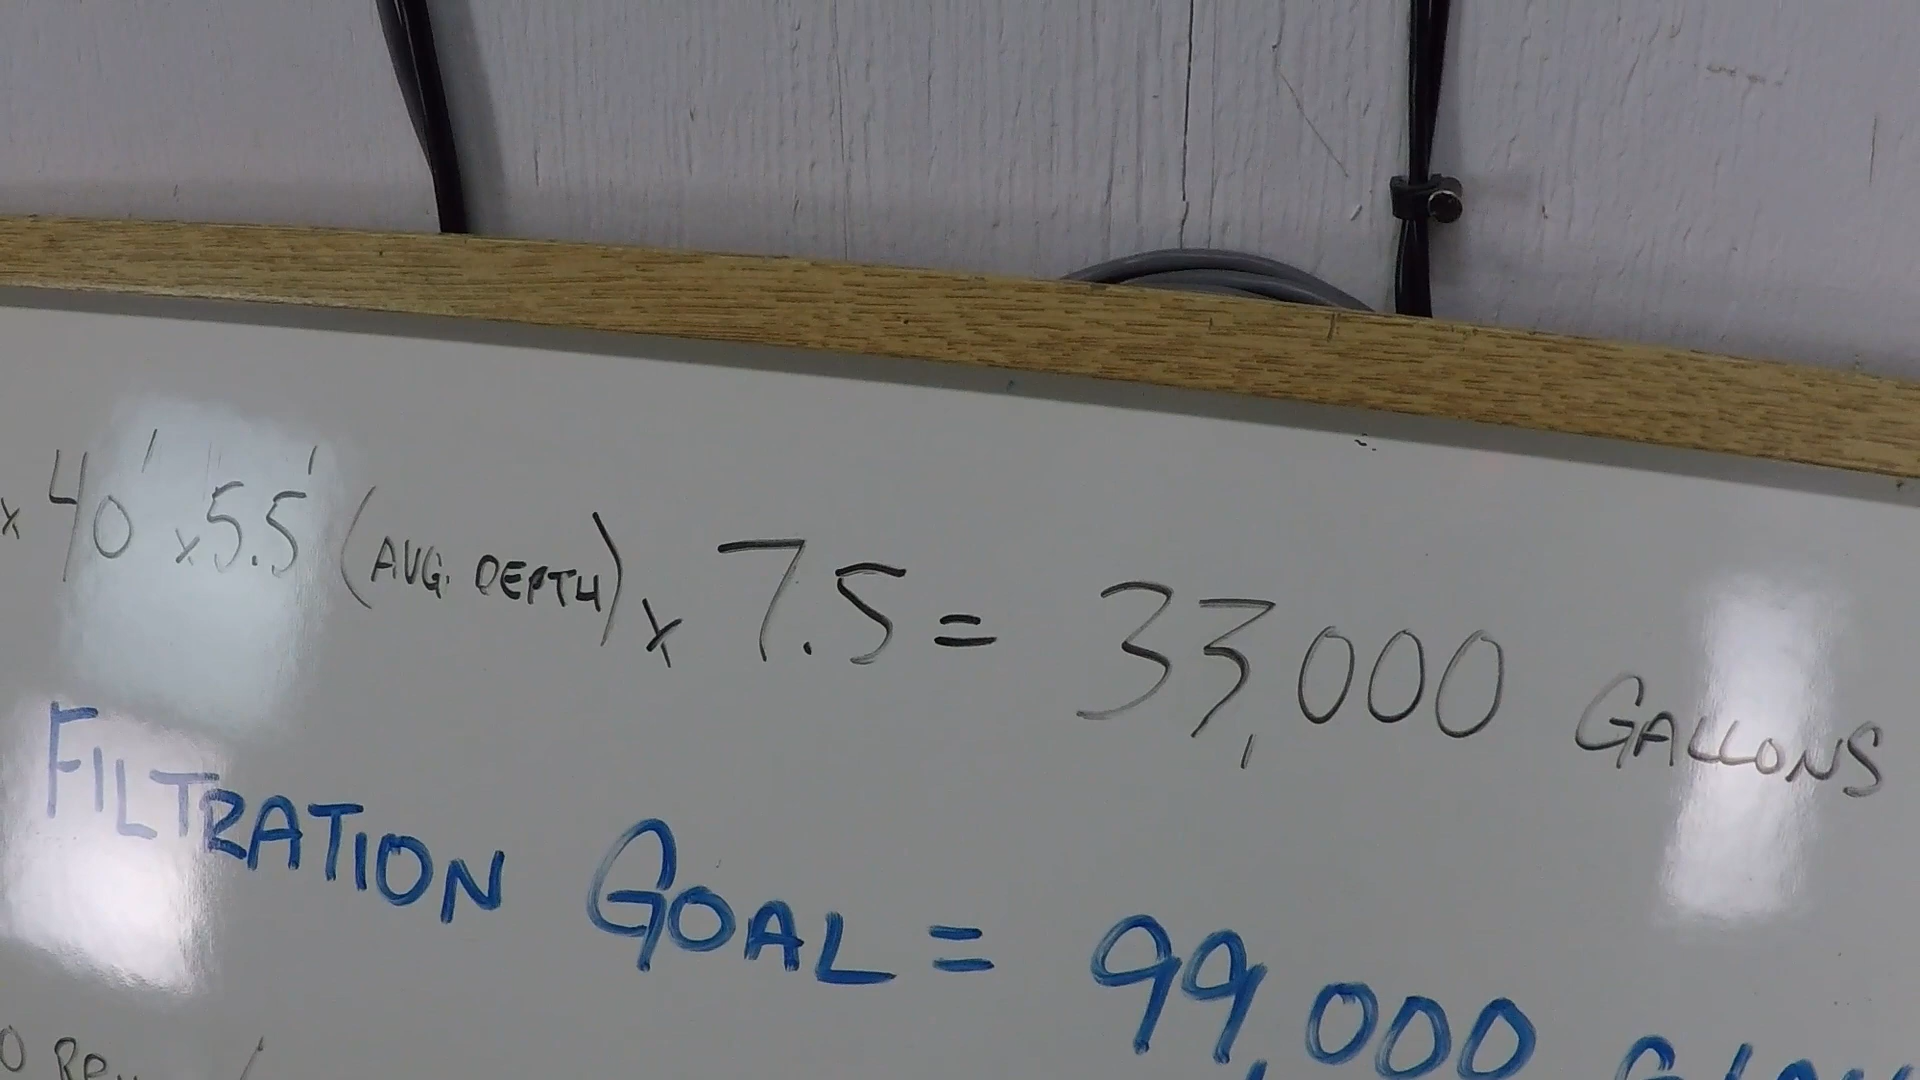 x 40' x 5.5' (AVG. DEPTH) x 7.5 = 33,000 GALLONS
FILTRATION GOAL = 99,000